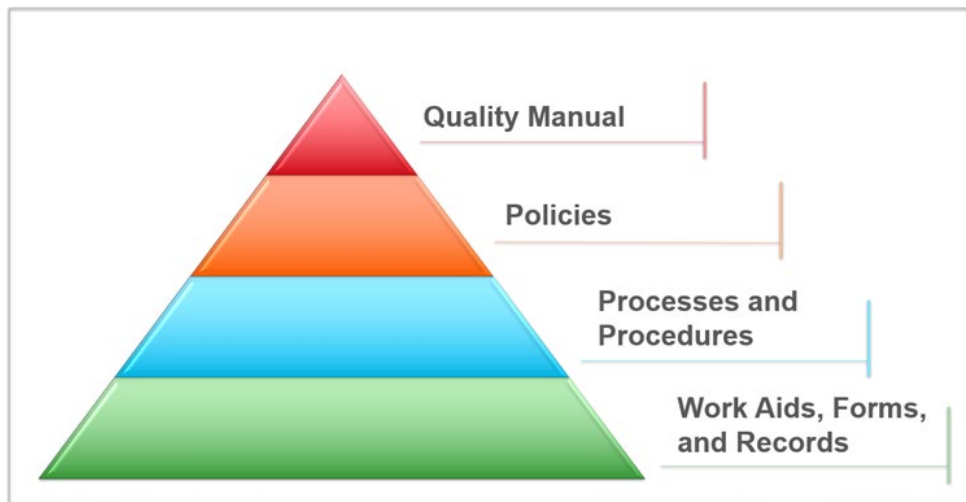 Quality Manual
Policies
Processes and
Procedures
Work Aids, Forms,
and Records